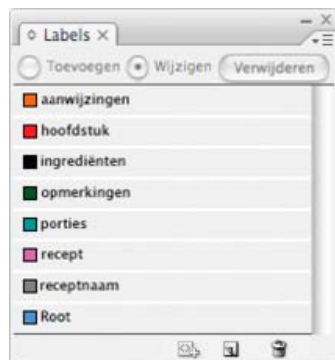 Labels
Toevoegen Wijzigen Verwijderen
aanwijzingen
hoofdstuk
ingrediënten
opmerkingen
porties
recept
receptnaam
Root